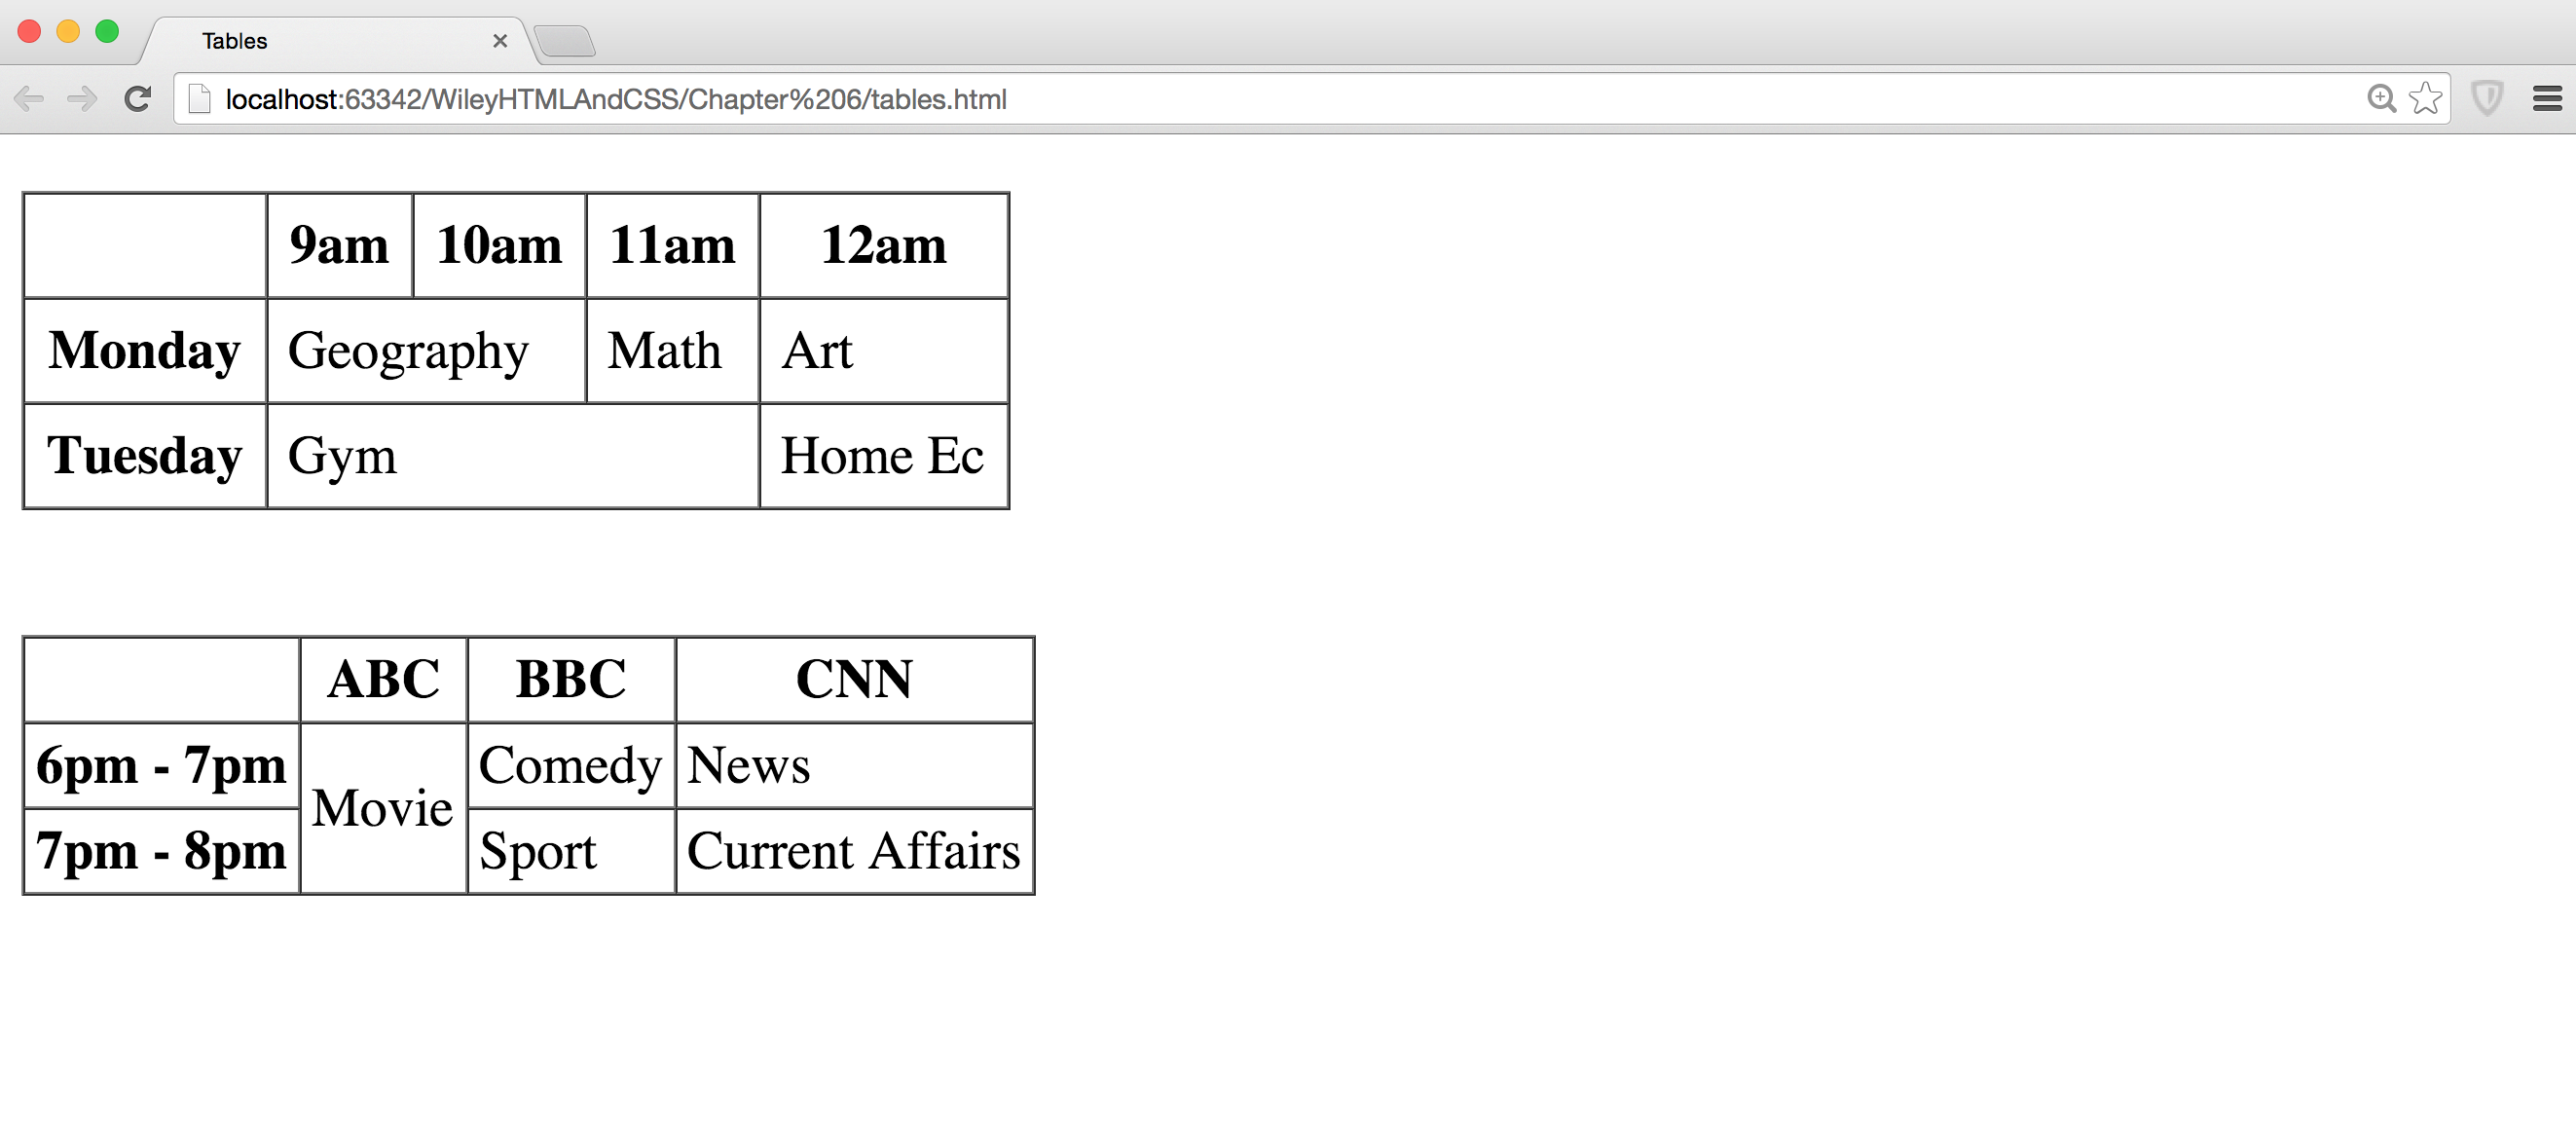 Tables
localhost:63342/WileyHTMLAndCSS/Chapter%206/tables.html
9am 10am 11am 12am
Monday Geography Math Art
Tuesday Gym Home Ec
ABC BBC CNN
6pm - 7pm Movie Comedy News
7pm - 8pm Sport Current Affairs